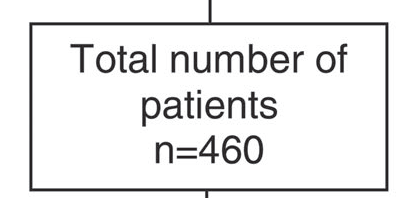 Total number of
patients
n=460